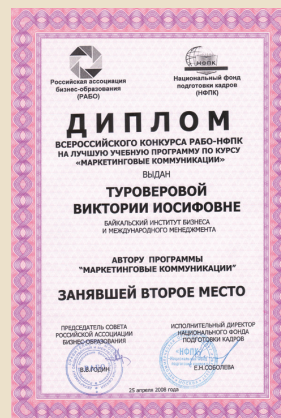 Российская ассоциация
бизнес-образования
(РАБО)
НФПК
Национальный фонд
подготовки кадров
(НФПК)
ДИПЛОМ
ВСЕРОССИЙСКОГО КОНКУРСА РАБО-НФПК
НА ЛУЧШУЮ УЧЕБНУЮ ПРОГРАММУ ПО КУРСУ
«МАРКЕТИНГОВЫЕ КОММУНИКАЦИИ»
ВЫДАН
ТУРОВЕРОВОЙ
ВИКТОРИИ ИОСИФОВНЕ
БАЙКАЛЬСКИЙ ИНСТИТУТ БИЗНЕСА
И МЕЖДУНАРОДНОГО МЕНЕДЖМЕНТА
АВТОРУ ПРОГРАММЫ
"МАРКЕТИНГОВЫЕ КОММУНИКАЦИИ"
ЗАНЯВШЕЙ ВТОРОЕ МЕСТО
ПРЕДСЕДАТЕЛЬ СОВЕТА
РОССИЙСКОЙ АССОЦИАЦИИ
БИЗНЕС-ОБРАЗОВАНИЯ
В.В.ГОДИН
ИСПОЛНИТЕЛЬНЫЙ ДИРЕКТОР
НАЦИОНАЛЬНОГО ФОНДА
ПОДГОТОВКИ КАДРОВ
«НФПК»
Е.Н.СОБОЛЕВА
25 апреля 2008 года